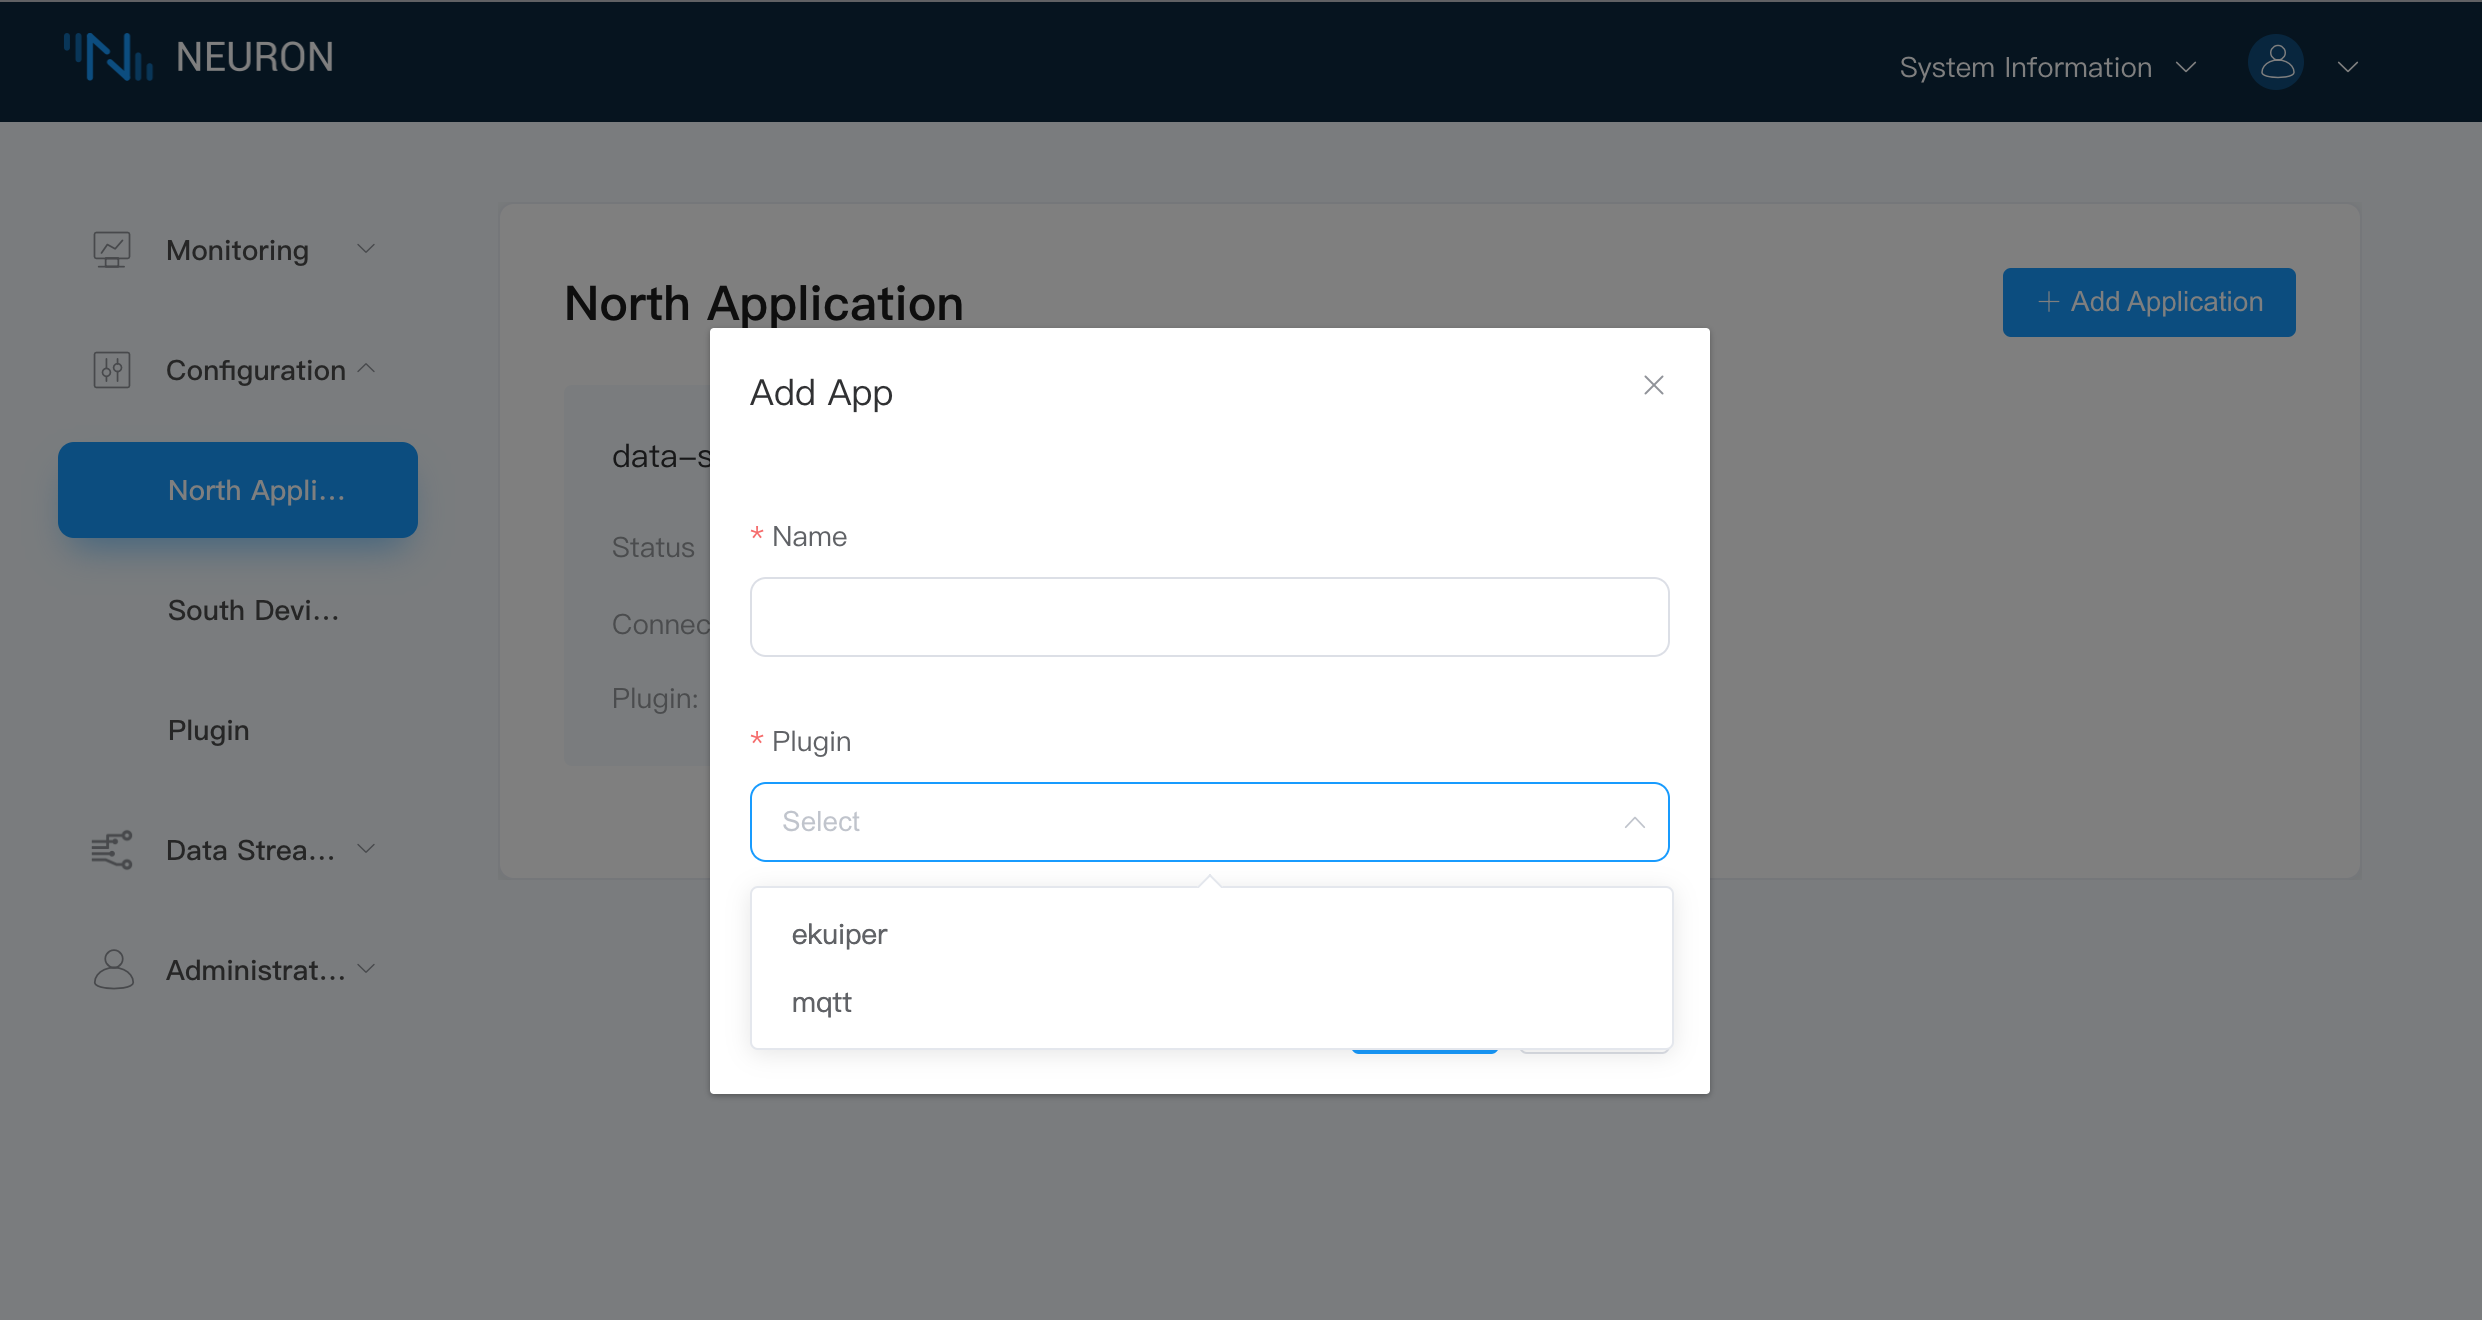 NEURON
System Information
Monitoring
Configuration
North Appli...
South Devi...
Plugin
Data Strea...
Administrat...
North Application
+ Add Application
data-s
Status
Connec
Plugin:
Add App
* Name
* Plugin
Select
ekuiper
mqtt